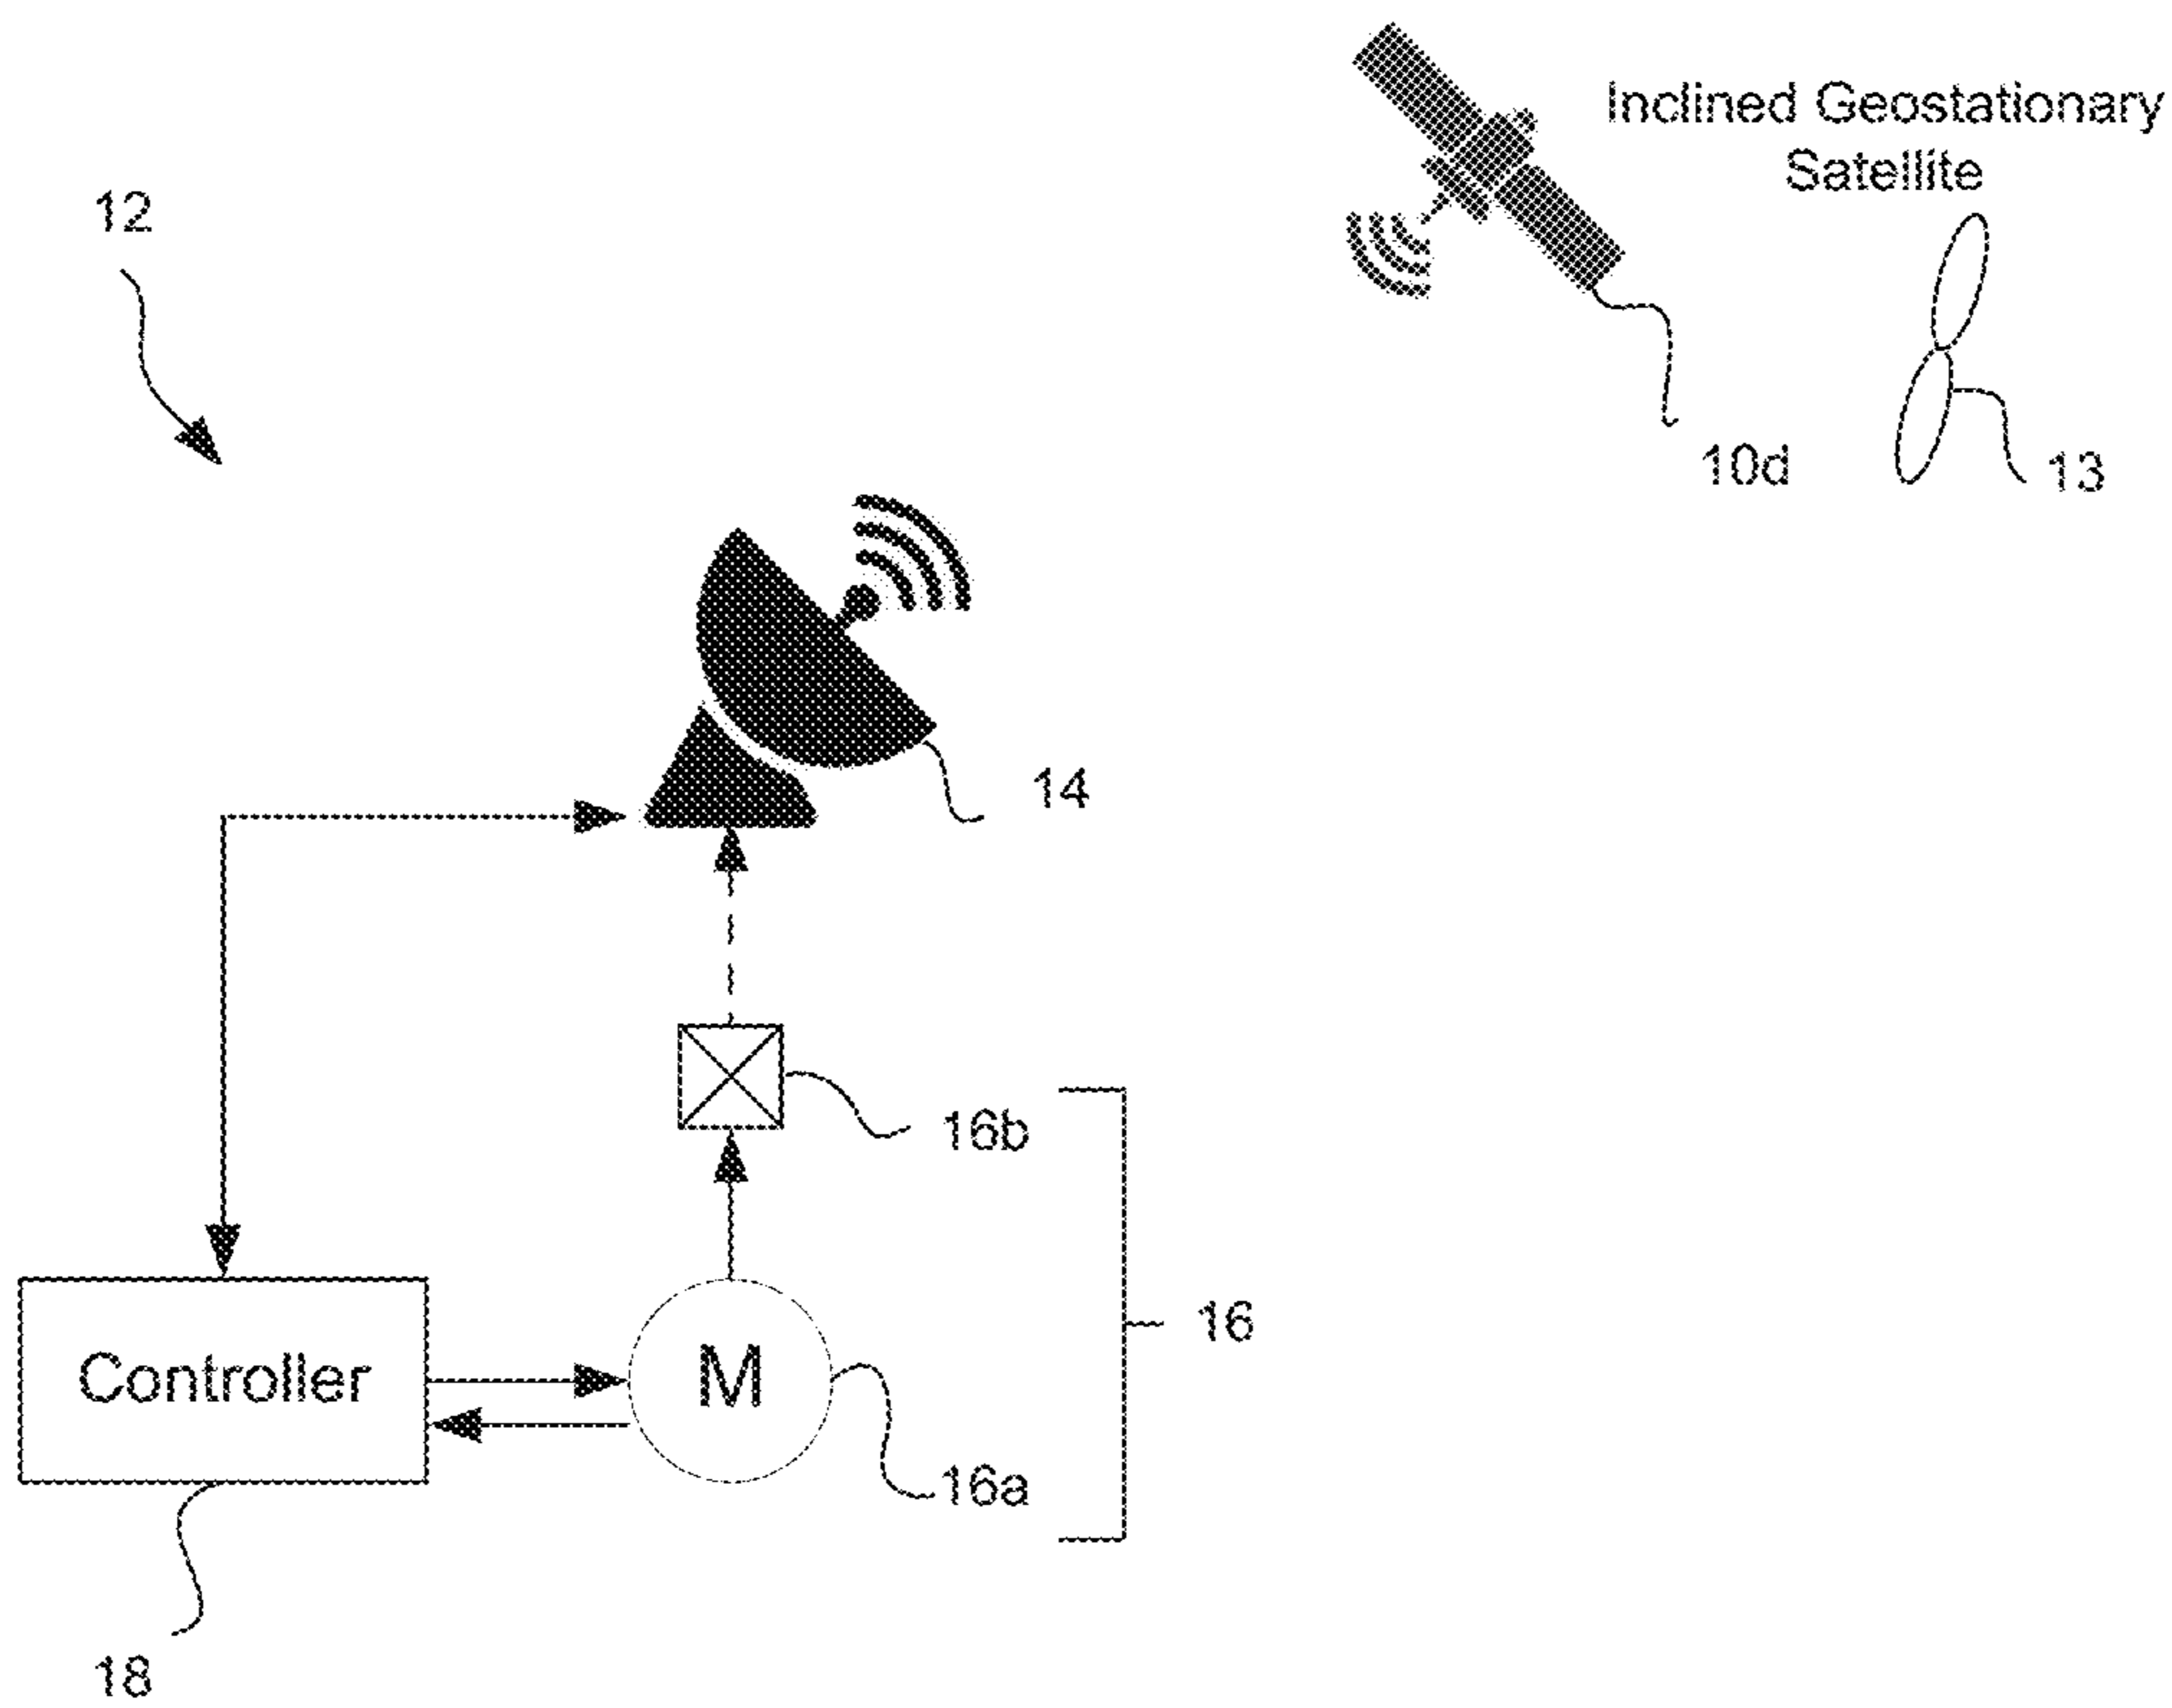 Inclined Geostationary
Satellite
12
10d
13
14
16b
16
Controller
M
16a
18